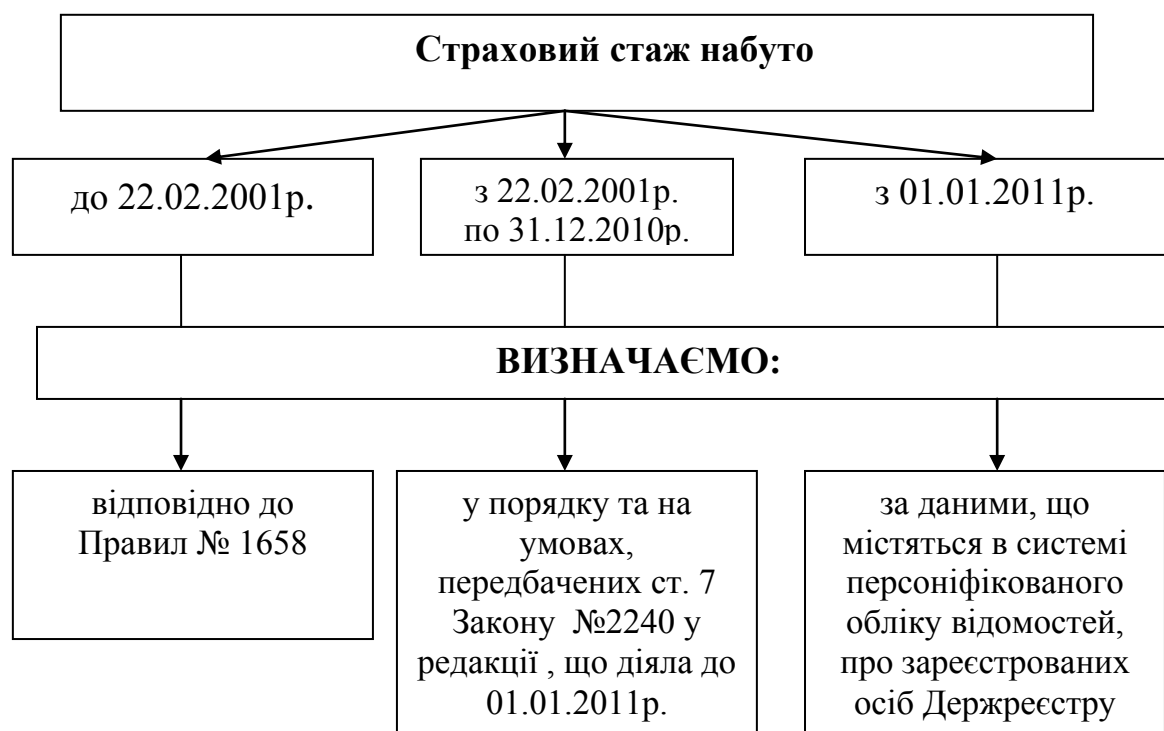 Страховий стаж набуто
до 22.02.2001р.
з 22.02.2001р.
по 31.12.2010р.
з 01.01.2011р.
ВИЗНАЧАЄМО:
відповідно до
Правил № 1658
у порядку та на
умовах,
передбачених ст. 7
Закону №2240 у
редакції , що діяла до
01.01.2011р.
за даними, що
містяться в системі
персоніфікованого
обліку відомостей,
про зареєстрованих
осіб Держреєстру